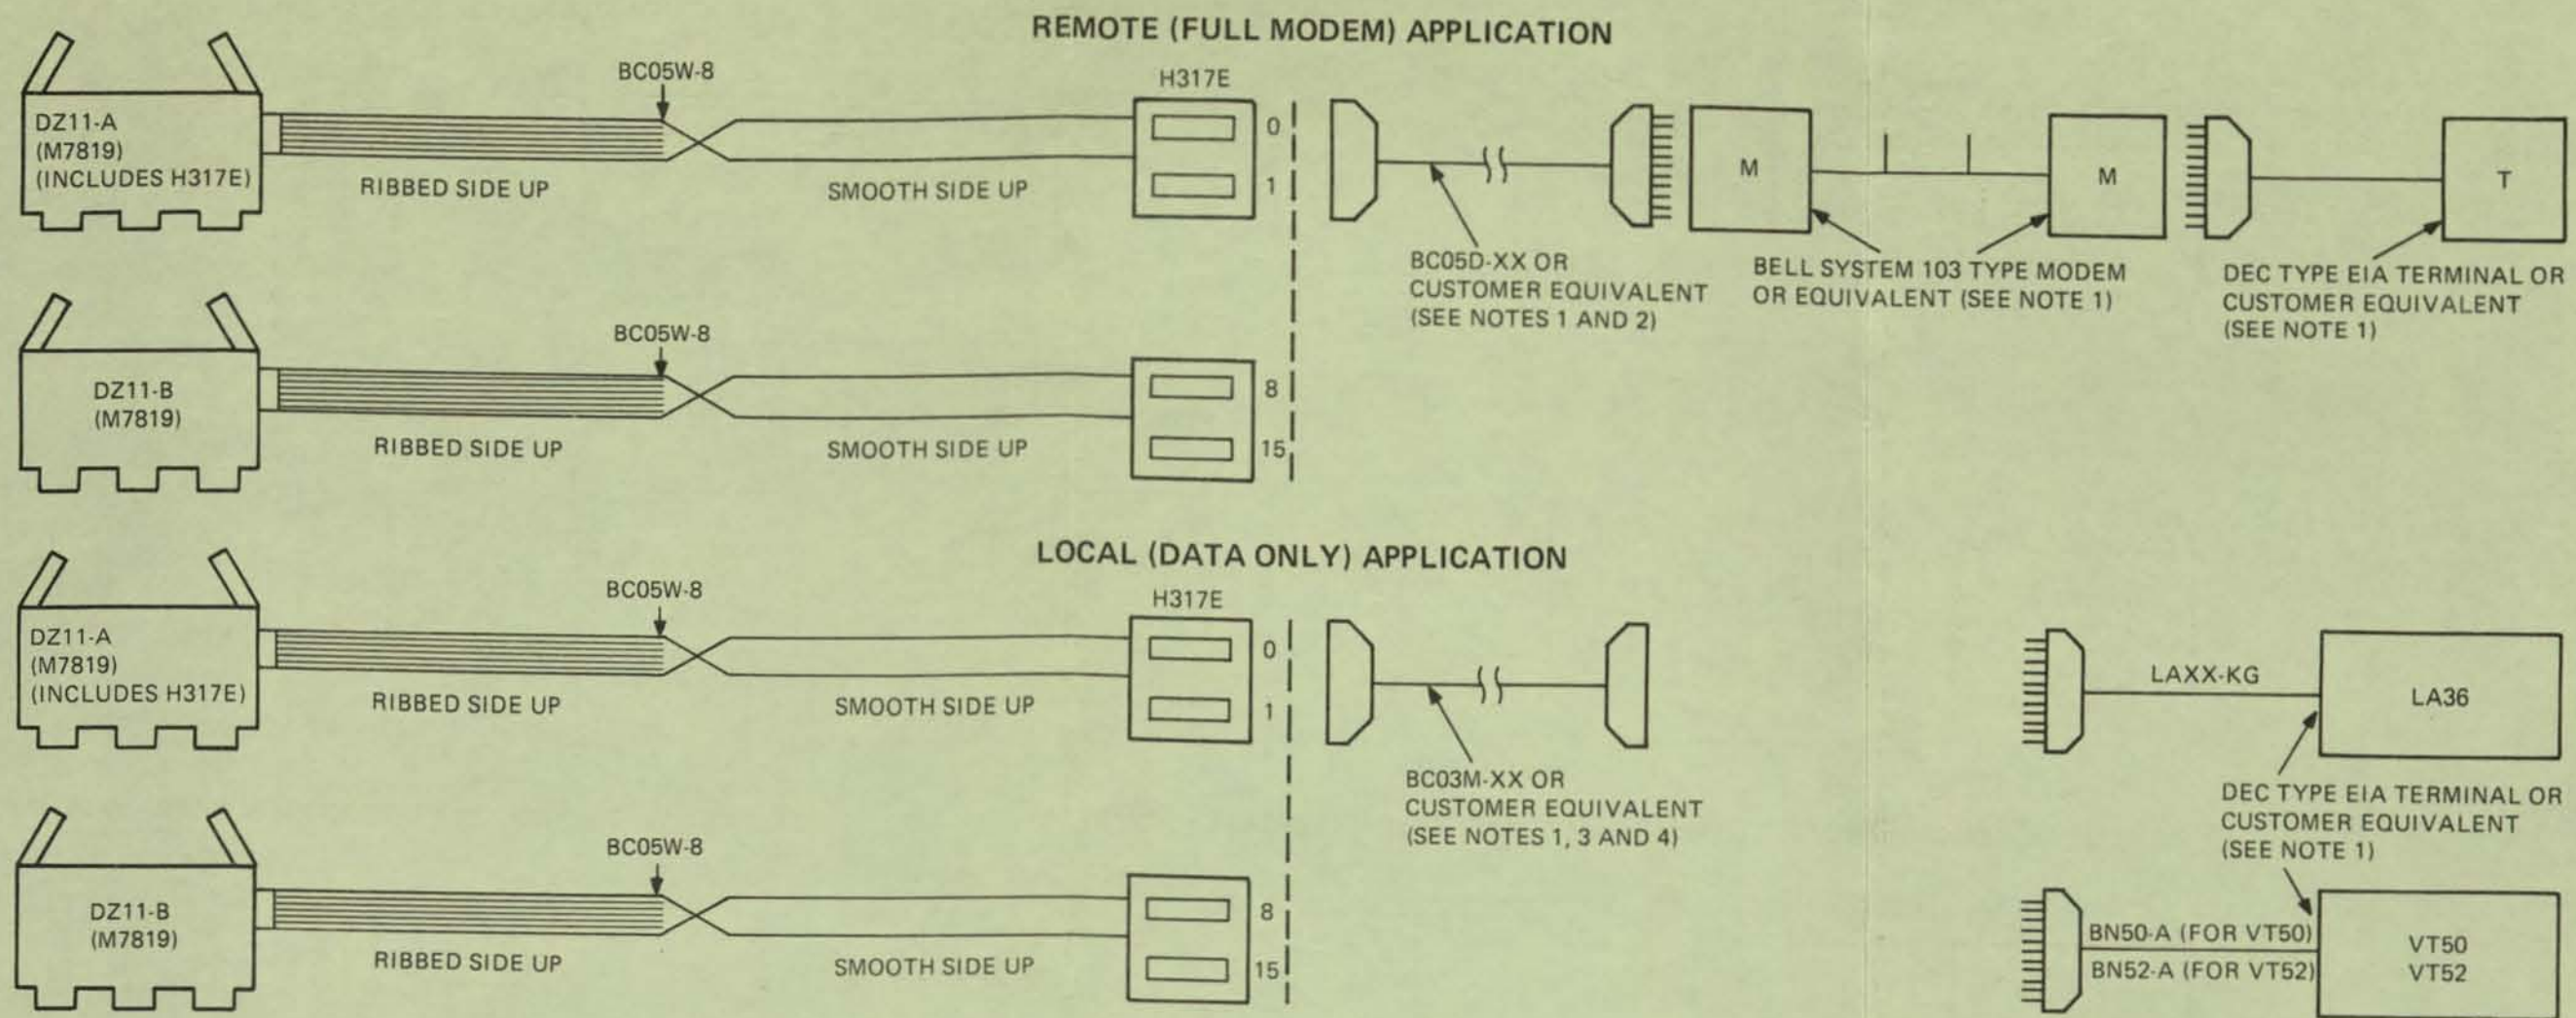 REMOTE (FULL MODEM) APPLICATION
DZ11-A
(M7819)
(INCLUDES H317E)
BC05W-8
RIBBED SIDE UP
SMOOTH SIDE UP
H317E
0
1
BC05D-XX OR
CUSTOMER EQUIVALENT
(SEE NOTES 1 AND 2)
M
M
BELL SYSTEM 103 TYPE MODEM
OR EQUIVALENT (SEE NOTE 1)
T
DEC TYPE EIA TERMINAL OR
CUSTOMER EQUIVALENT
(SEE NOTE 1)
DZ11-B
(M7819)
BC05W-8
RIBBED SIDE UP
SMOOTH SIDE UP
8
15
LOCAL (DATA ONLY) APPLICATION
DZ11-A
(M7819)
(INCLUDES H317E)
BC05W-8
RIBBED SIDE UP
SMOOTH SIDE UP
H317E
0
1
BC03M-XX OR
CUSTOMER EQUIVALENT
(SEE NOTES 1, 3 AND 4)
LAXX-KG
LA36
DEC TYPE EIA TERMINAL OR
CUSTOMER EQUIVALENT
(SEE NOTE 1)
DZ11-B
(M7819)
BC05W-8
RIBBED SIDE UP
SMOOTH SIDE UP
8
15
BN50-A (FOR VT50)
BN52-A (FOR VT52)
VT50
VT52